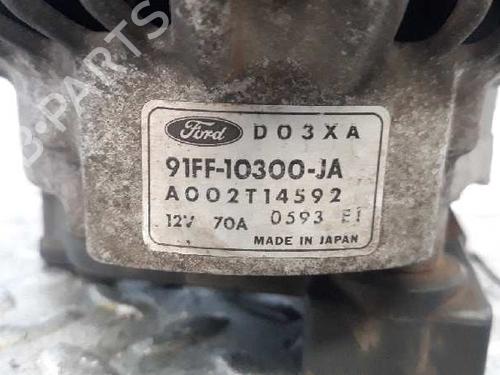 Ford D03XA
91FF-10300-JA
A002T14592
12V 70A 0593 E1
MADE IN JAPAN
B-PARTS